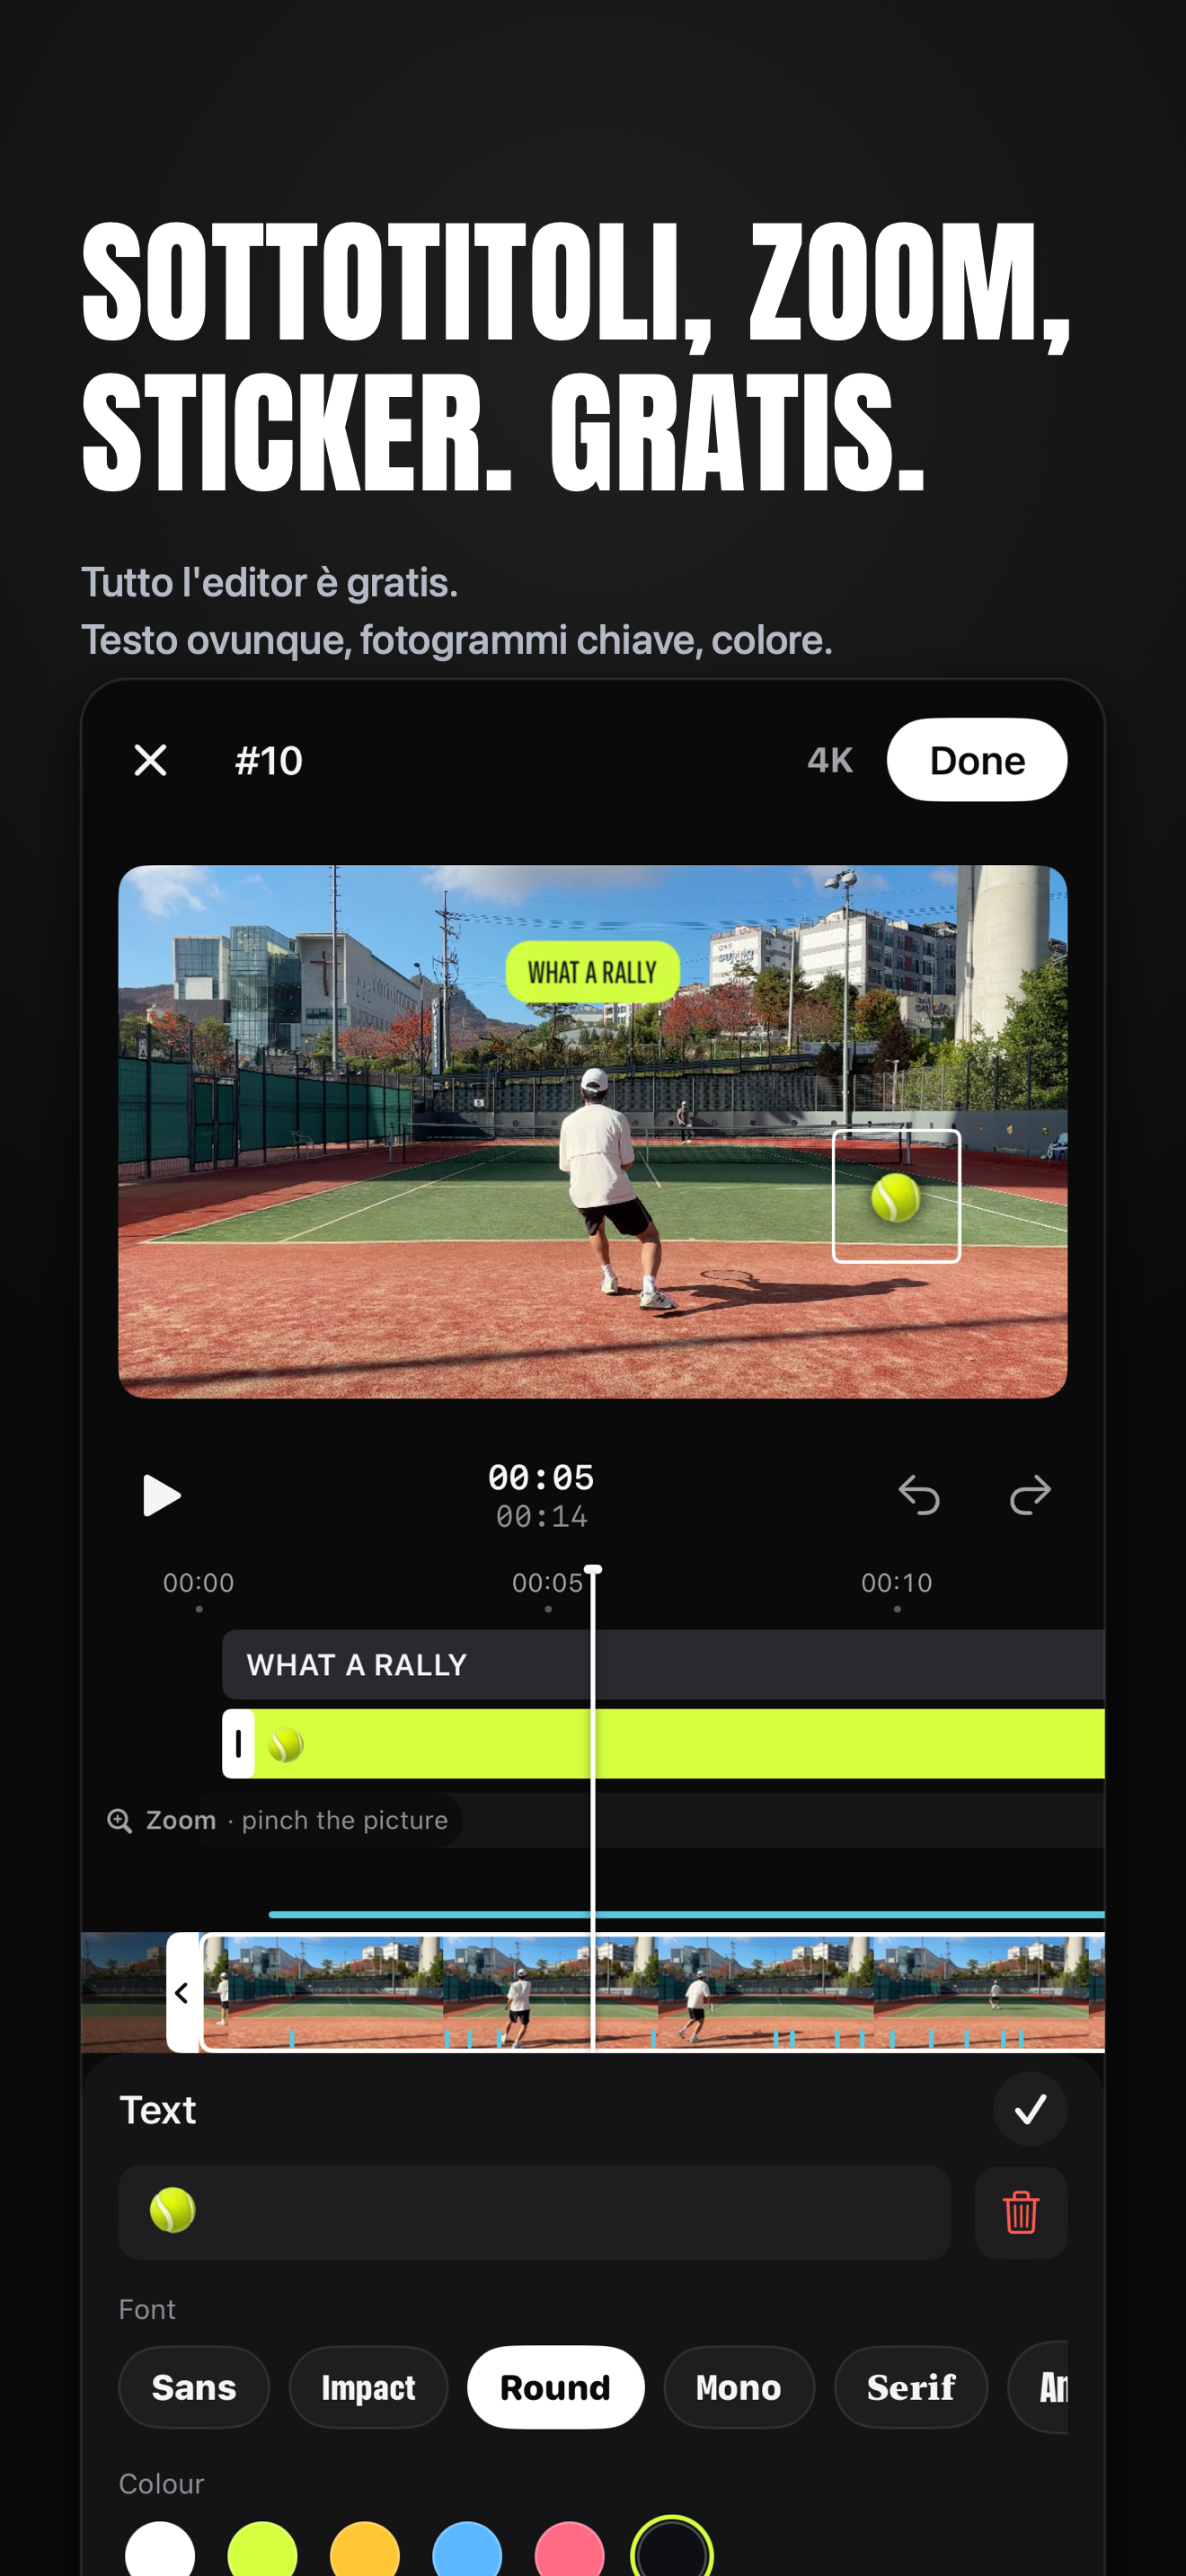 SOTTOTITOLI, ZOOM,
STICKER. GRATIS.
Tutto l'editor è gratis.
Testo ovunque, fotogrammi chiave, colore.
#10
4K
Done
WHAT A RALLY
00:05
00:14
00:00
00:05
00:10
WHAT A RALLY
Zoom · pinch the picture
Text
Font
Sans
Impact
Round
Mono
Serif
Colour